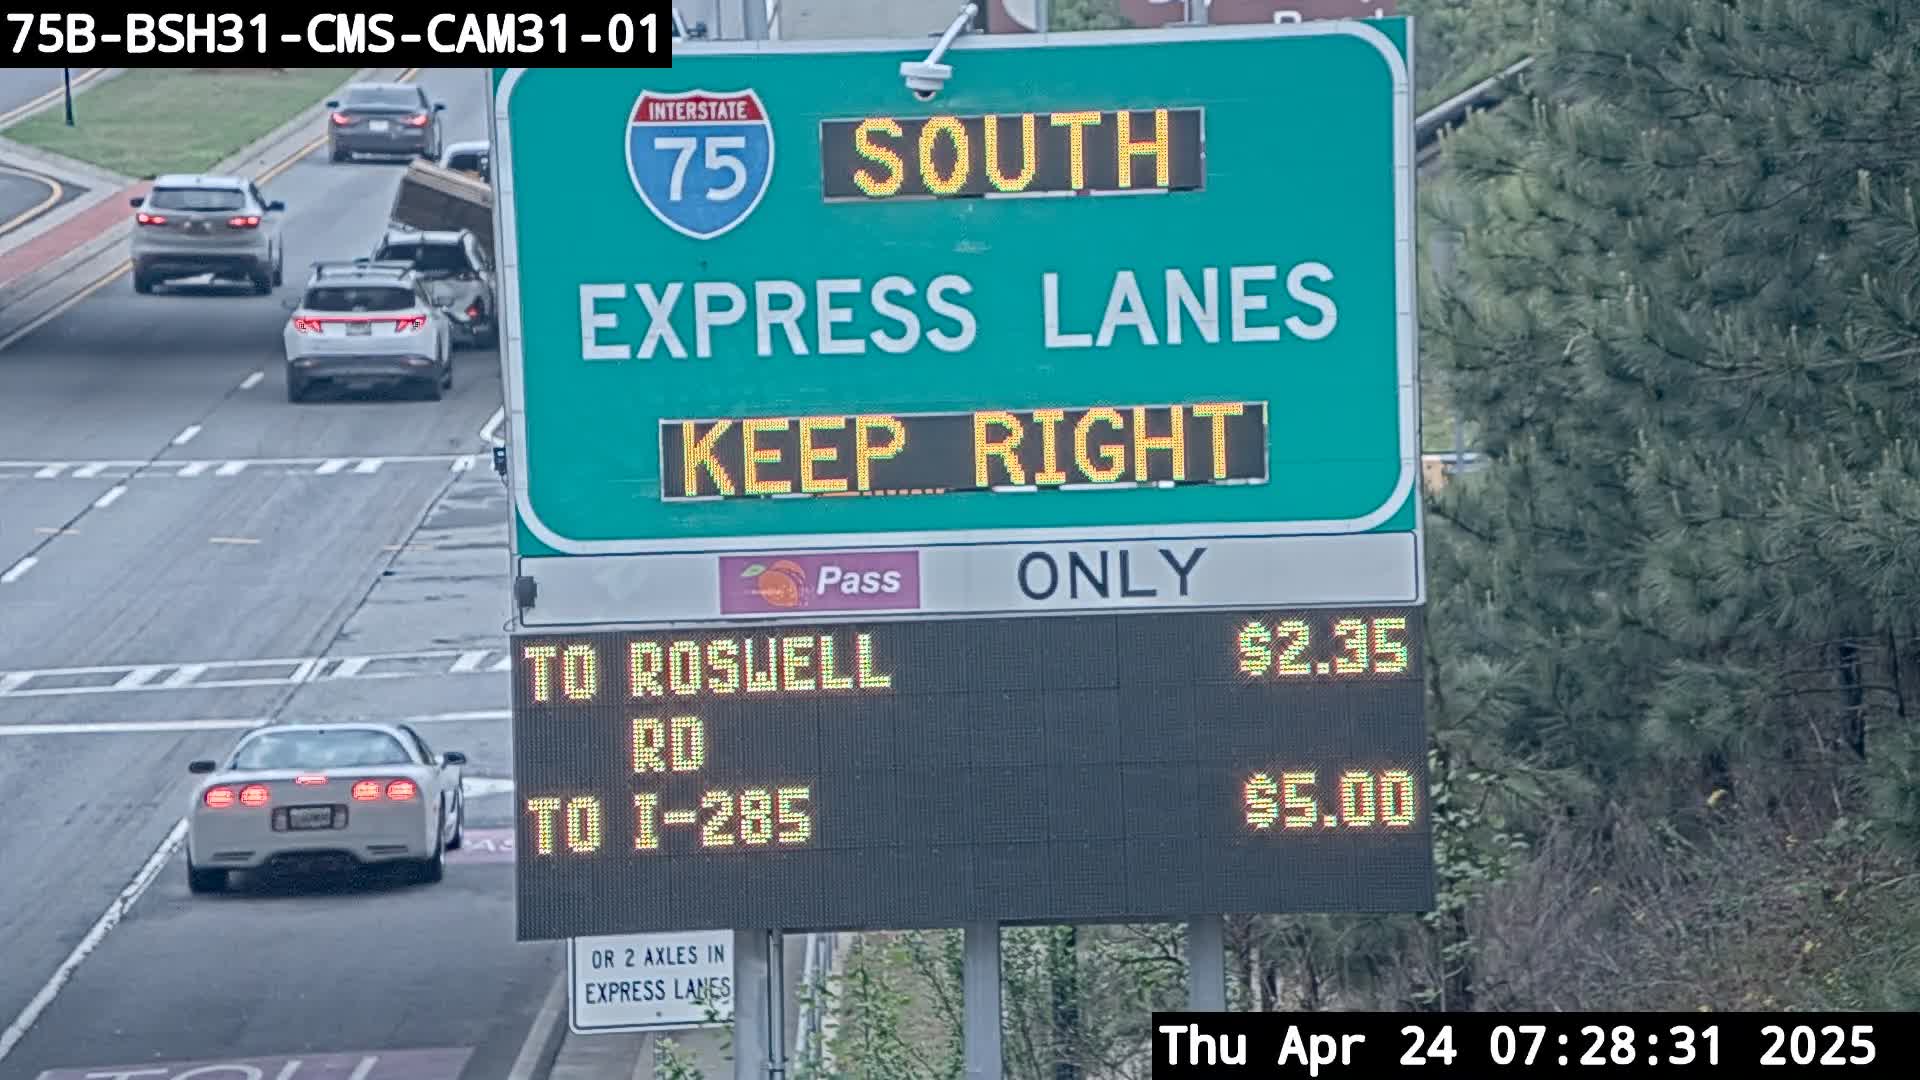 75B-BSH31-CMS-CAM31-01
INTERSTATE
75
SOUTH
EXPRESS LANES
KEEP RIGHT
Pass ONLY
TO ROSWELL $2.35
RD
TO I-285 $5.00
OR 2 AXLES IN
EXPRESS LANES
TOLL
Thu Apr 24 07:28:31 2025